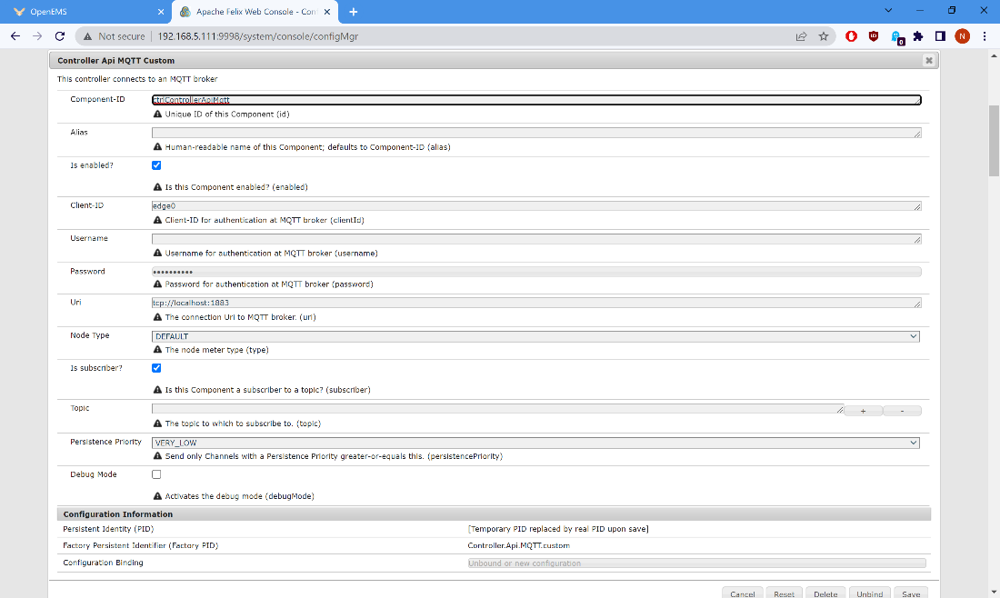 OpenEMS
Apache Felix Web Console - Con
Not secure
192.168.5.111:9998/system/console/configMgr
0
N
Controller Api MQTT Custom
This controller connects to an MQTT broker
Component-ID
ctrlControllerApiMqtt
Unique ID of this Component (id)
Alias
Human-readable name of this Component; defaults to Component-ID (alias)
Is enabled?
Is this Component enabled? (enabled)
Client-ID
edge0
Client-ID for authentication at MQTT broker (clientId)
Username
Username for authentication at MQTT broker (username)
Password
••••••••••
Password for authentication at MQTT broker (password)
Uri
tcp://localhost:1883
The connection Uri to MQTT broker. (uri)
Node Type
DEFAULT
The node meter type (type)
Is subscriber?
Is this Component a subscriber to a topic? (subscriber)
Topic
+
-
The topic to which to subscribe to. (topic)
Persistence Priority
VERY_LOW
Send only Channels with a Persistence Priority greater-or-equals this. (persistencePriority)
Debug Mode
Activates the debug mode (debugMode)
Configuration Information
Persistent Identity (PID)
[Temporary PID replaced by real PID upon save]
Factory Persistent Identifier (Factory PID)
Controller.Api.MQTT.custom
Configuration Binding
Unbound or new configuration
Cancel
Reset
Delete
Unbind
Save